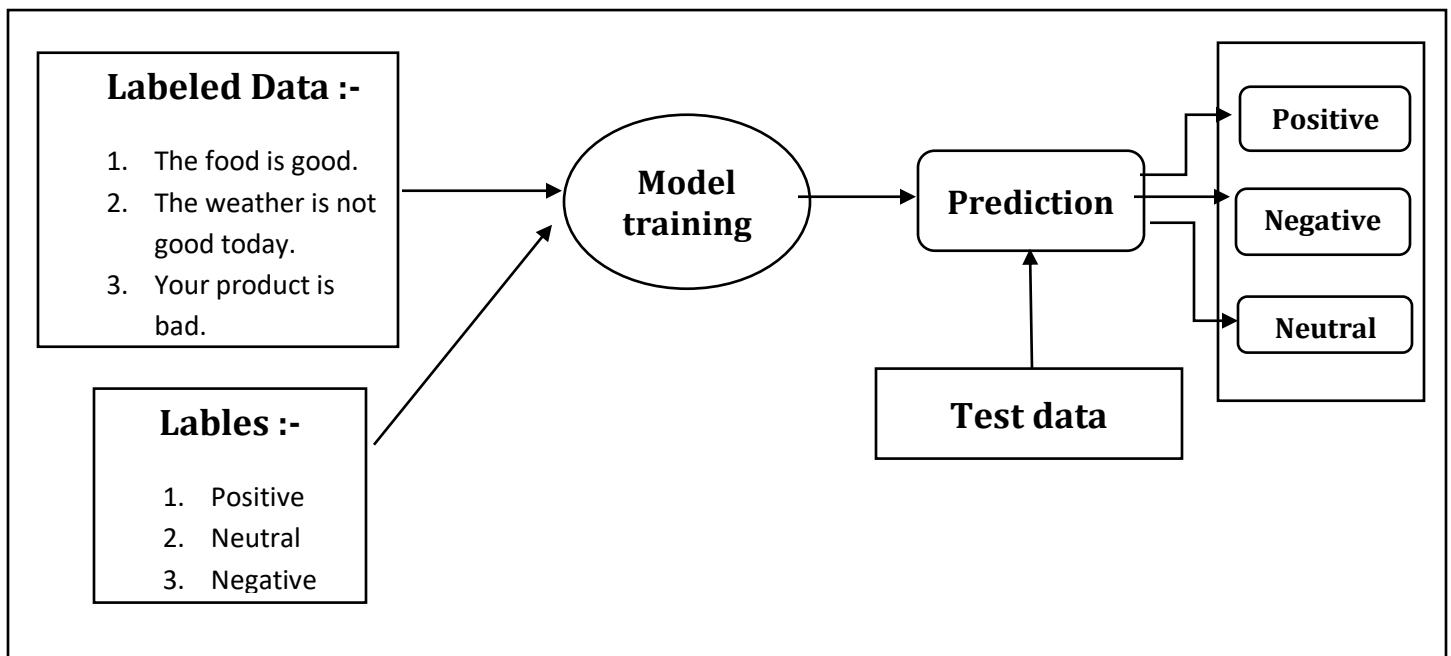 Labeled Data :-
1. The food is good.
2. The weather is not
good today.
3. Your product is
bad.
Lables :-
1. Positive
2. Neutral
3. Negative
Model
training
Prediction
Test data
Positive
Negative
Neutral